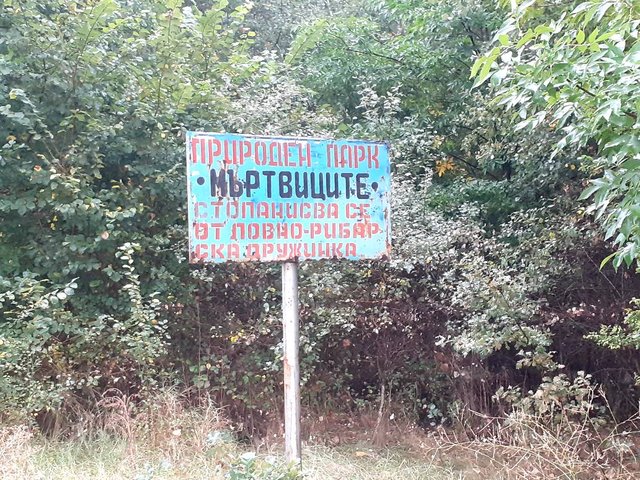 ПРИРОДЕН ПАРК
•МЪРТВИЦИТЕ•
СТОПАНИСВА СЕ
ОТ ЛОВНО-РИБАР
СКА ДРУЖИНКА